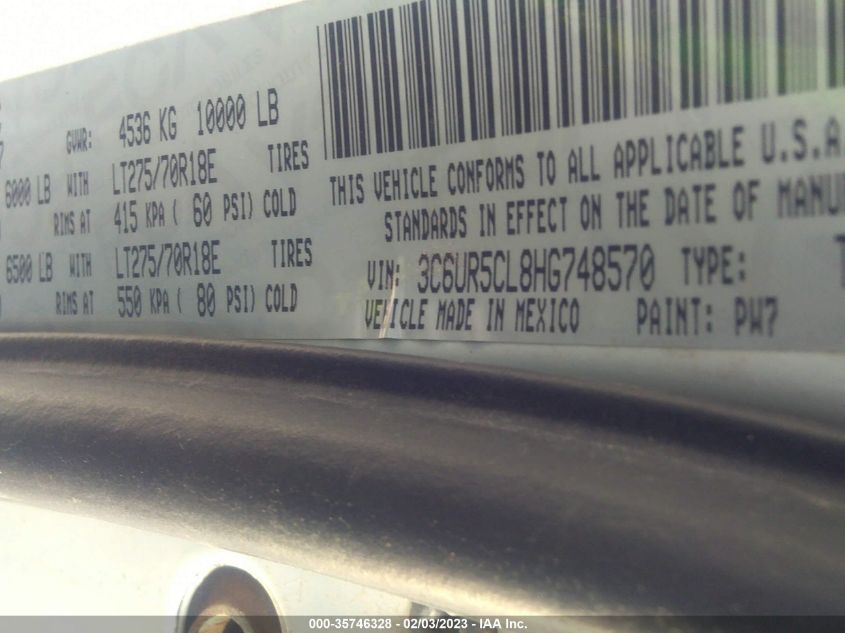 GVWR: 4536 KG 10000 LB
6000 LB WITH LT275/70R18E TIRES
RIMS AT 415 KPA ( 60 PSI) COLD
6500 LB WITH LT275/70R18E TIRES
RIMS AT 550 KPA ( 80 PSI) COLD
THIS VEHICLE CONFORMS TO ALL APPLICABLE U.S.A
STANDARDS IN EFFECT ON THE DATE OF MANU
VIN: 3C6UR5CL8HG748570 TYPE: T
VEHICLE MADE IN MEXICO PAINT: PW7
000-35746328 - 02/03/2023 - IAA Inc.